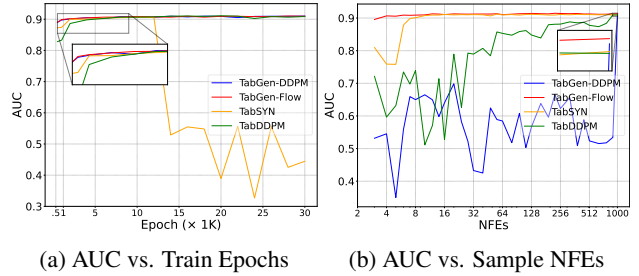 0.9
0.8
0.7
0.6
0.5
0.4
0.3
AUC
TabGen-DDPM
TabGen-Flow
TabSYN
TabDDPM
.51 5 10 15 20 25 30
Epoch (× 1K)
(a) AUC vs. Train Epochs
0.9
0.8
0.7
0.6
0.5
0.4
AUC
TabGen-DDPM
TabGen-Flow
TabSYN
TabDDPM
2 4 8 16 32 64 128 256 512 1000
NFEs
(b) AUC vs. Sample NFEs